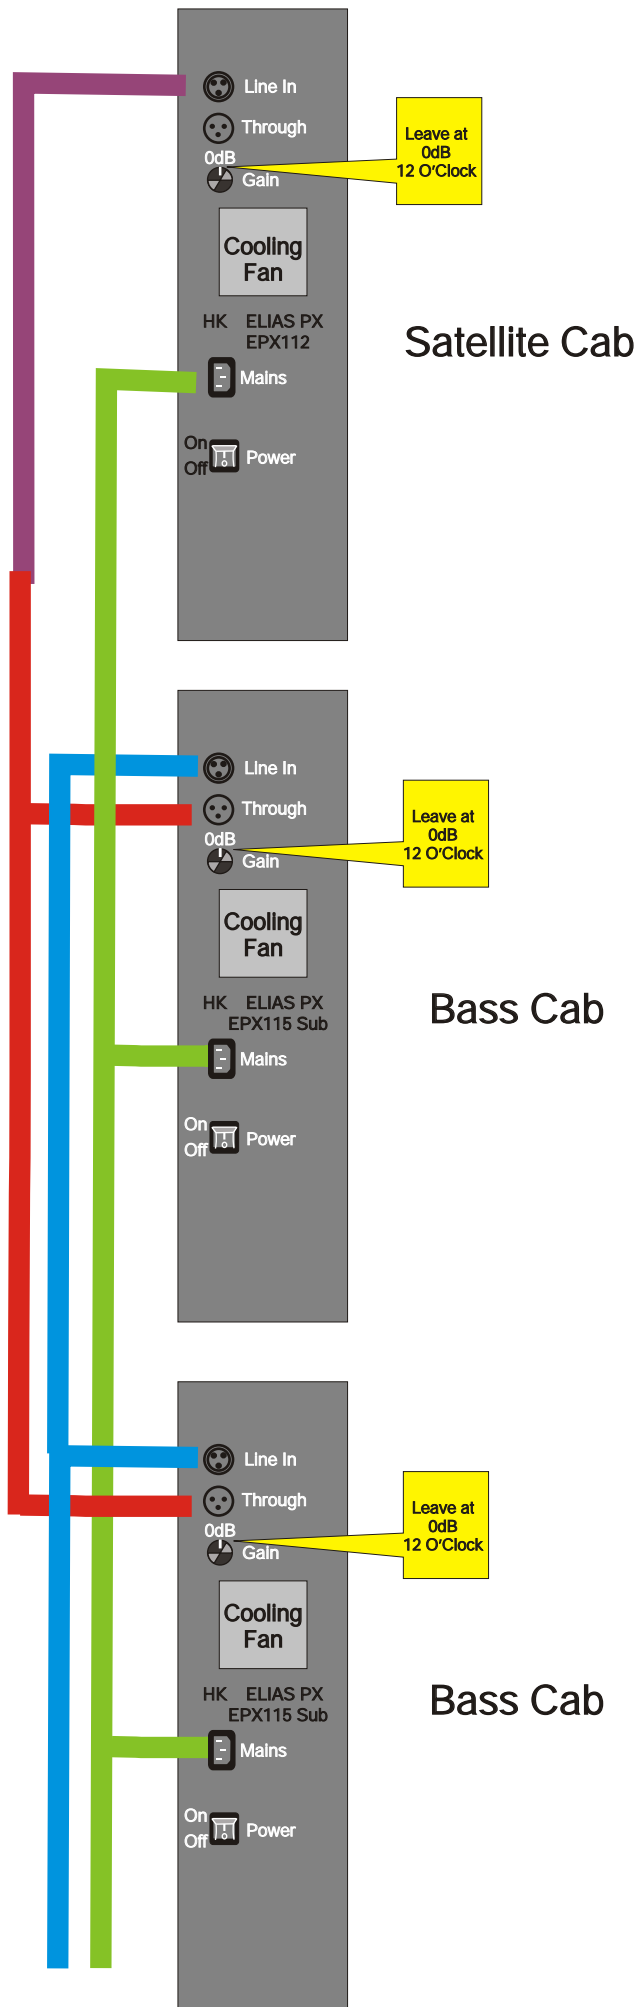 Line In
Through
0dB
Gain
Leave at
0dB
12 O'Clock
Cooling
Fan
HK ELIAS PX
EPX112
Satellite Cab
Mains
On
Off
Power
Line In
Through
0dB
Gain
Leave at
0dB
12 O'Clock
Cooling
Fan
HK ELIAS PX
EPX115 Sub
Bass Cab
Mains
On
Off
Power
Line In
Through
0dB
Gain
Leave at
0dB
12 O'Clock
Cooling
Fan
HK ELIAS PX
EPX115 Sub
Bass Cab
Mains
On
Off
Power